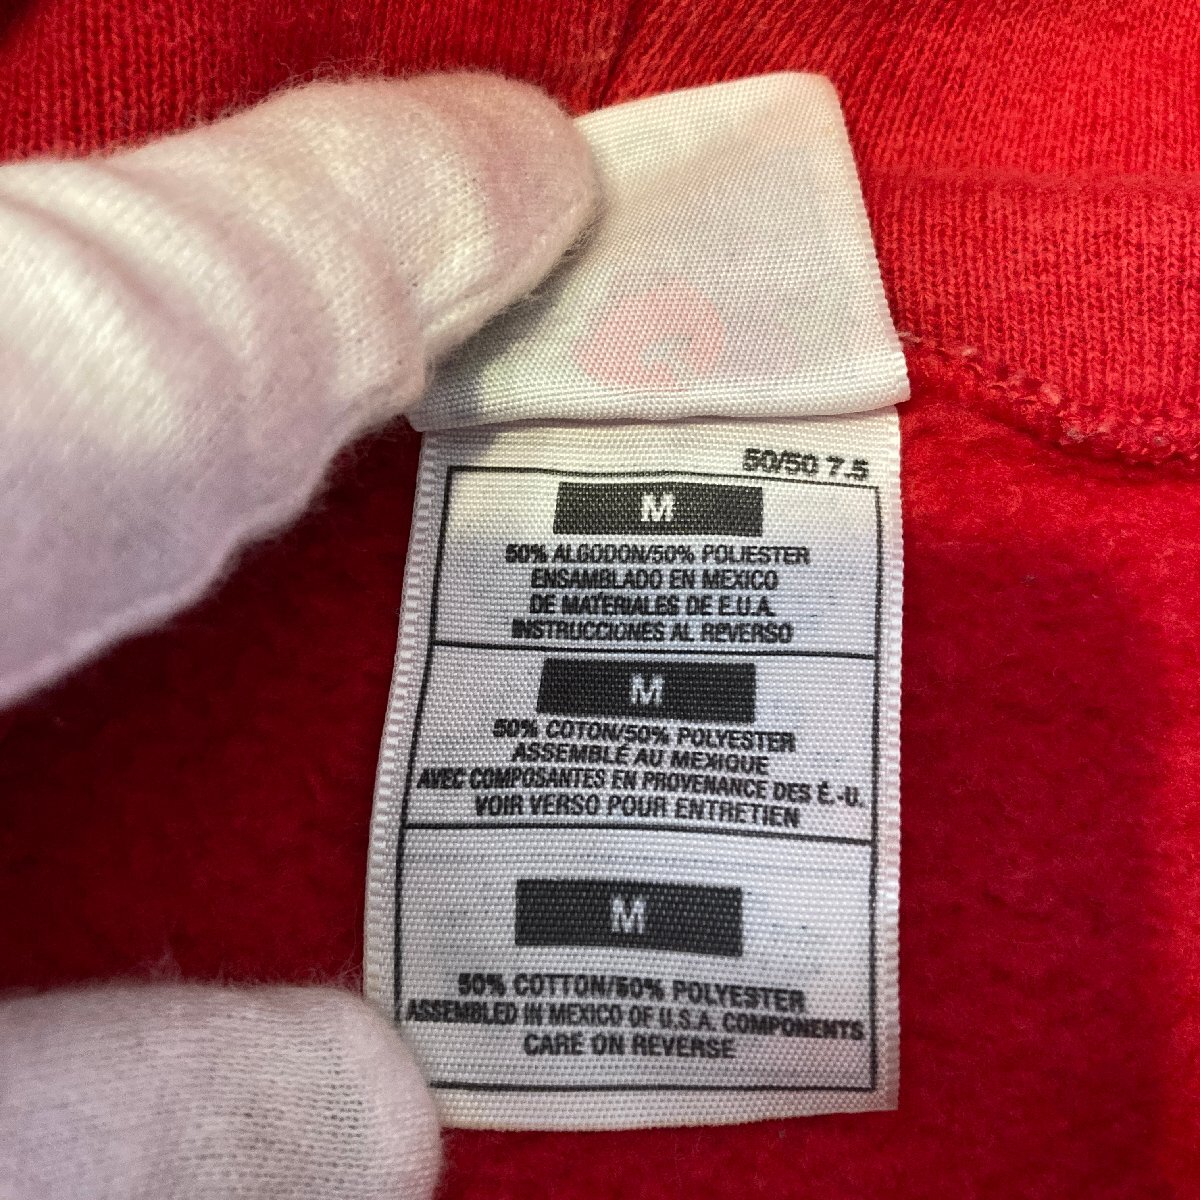 50/50 7.5
M
50% ALGODON/50% POLIESTER
ENSAMBLADO EN MEXICO
DE MATERIALES DE E.U.A.
INSTRUCCIONES AL REVERSO
M
50% COTON/50% POLYESTER
ASSEMBLÉ AU MEXIQUE
AVEC COMPOSANTES EN PROVENANCE DES É.-U.
VOIR VERSO POUR ENTRETIEN
M
50% COTTON/50% POLYESTER
ASSEMBLED IN MEXICO OF U.S.A. COMPONENTS
CARE ON REVERSE